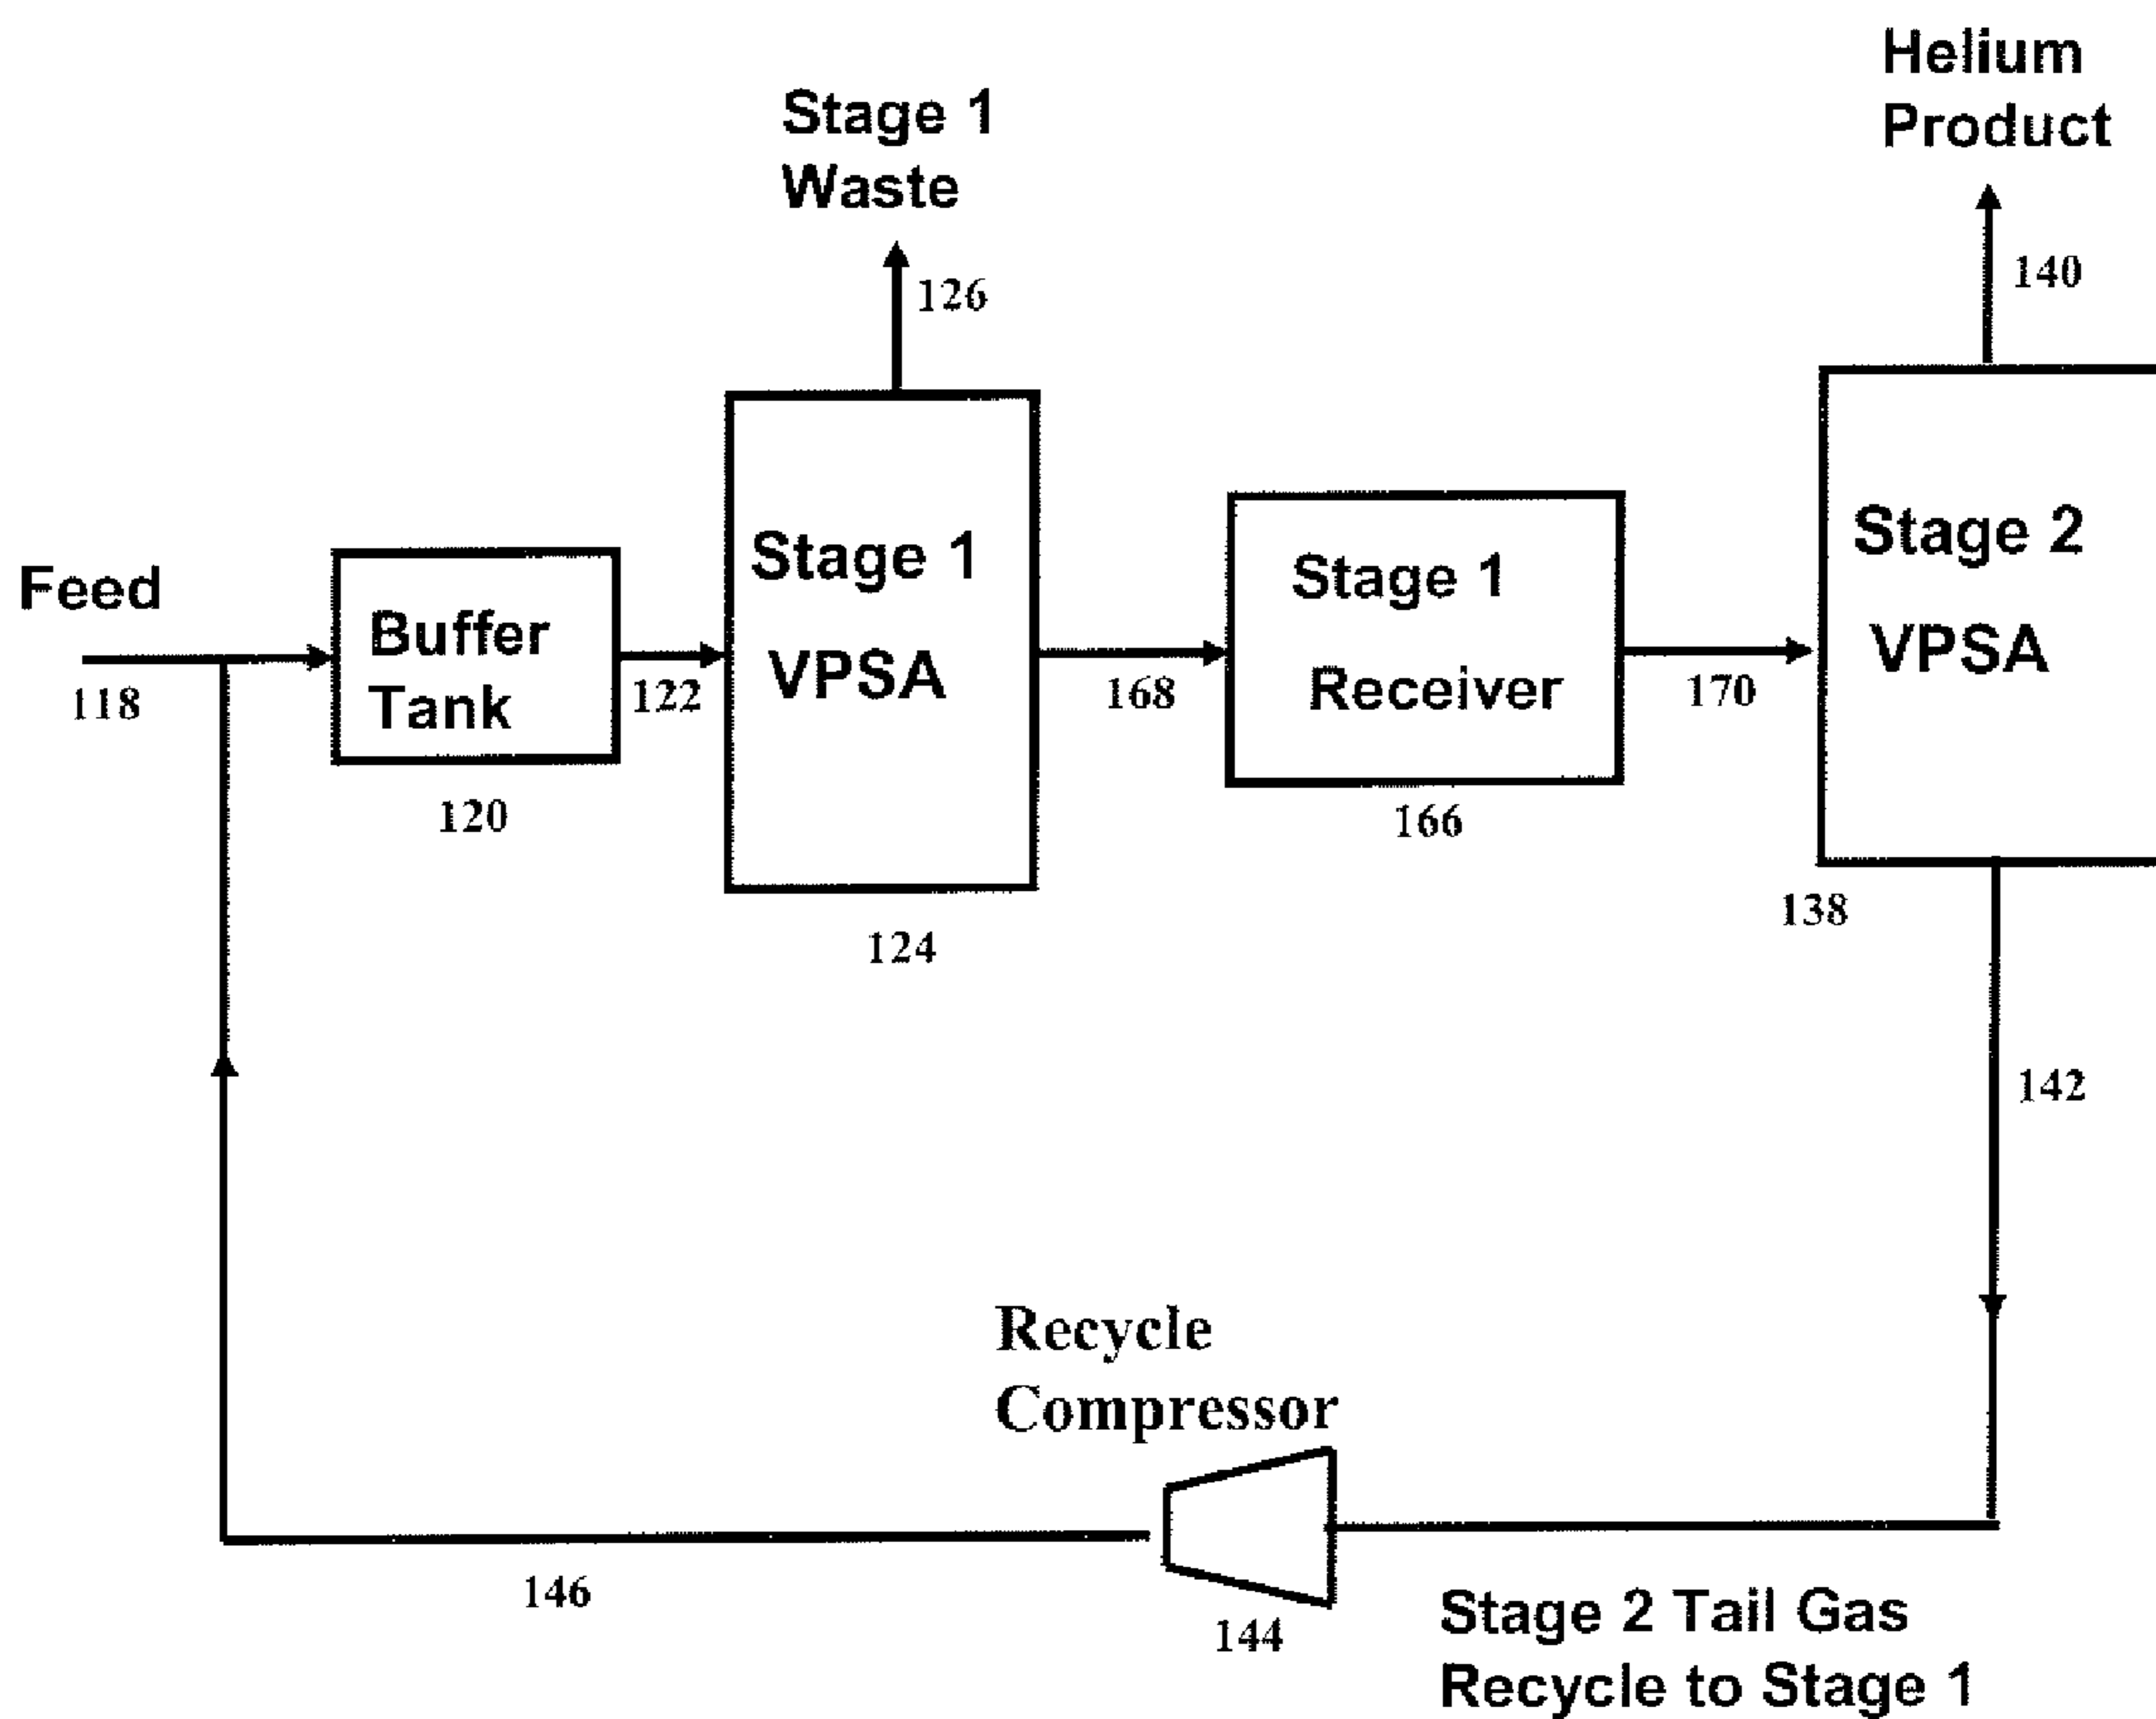 Helium
Product
140
Stage 1
Waste
126
Feed
118
Buffer
Tank
120
122
Stage 1
VPSA
124
168
Stage 1
Receiver
166
170
Stage 2
VPSA
138
142
Recycle
Compressor
144
146
Stage 2 Tail Gas
Recycle to Stage 1